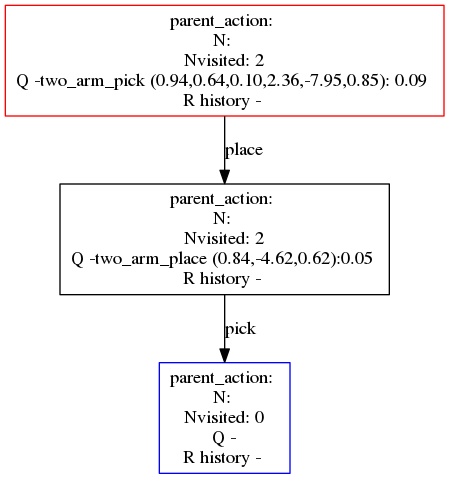 parent_action:
N:
Nvisited: 2
Q -two_arm_pick (0.94,0.64,0.10,2.36,-7.95,0.85): 0.09
R history -
place
parent_action:
N:
Nvisited: 2
Q -two_arm_place (0.84,-4.62,0.62):0.05
R history -
pick
parent_action:
N:
Nvisited: 0
Q -
R history -